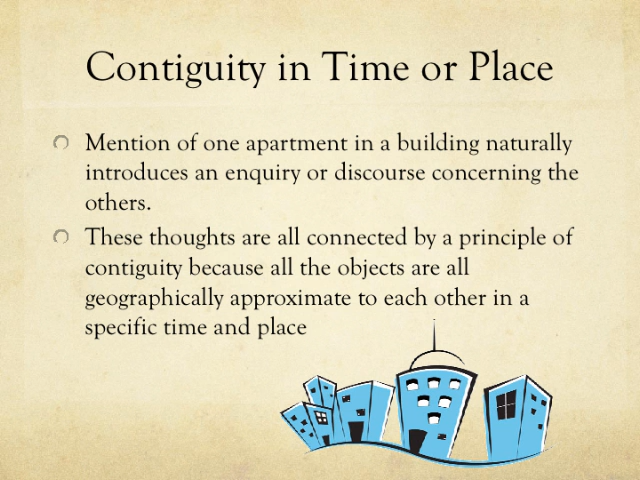 Contiguity in Time or Place
Mention of one apartment in a building naturally
introduces an enquiry or discourse concerning the
others.
These thoughts are all connected by a principle of
contiguity because all the objects are all
geographically approximate to each other in a
specific time and place